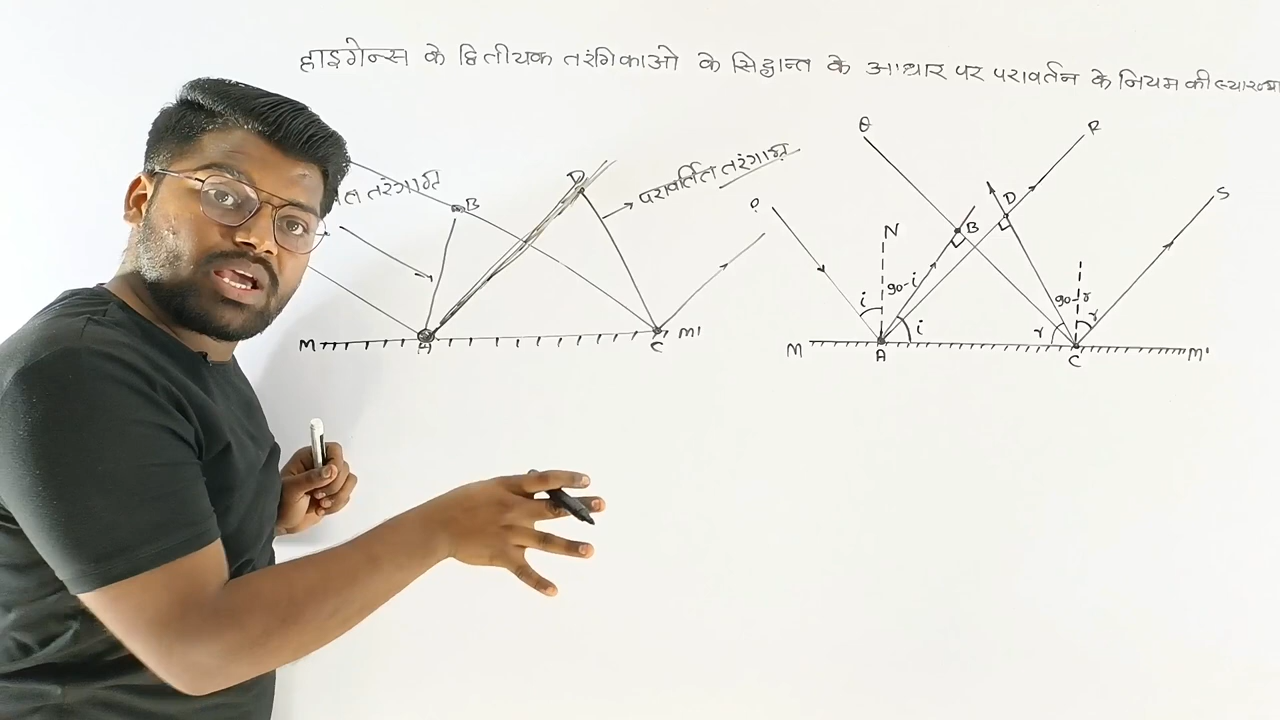 हाइगेन्स के द्वितीयक तरंगिकाओ के सिद्धान्त के आधार पर परावर्तन के नियम की व्याख्या
तरंगाग्र
B
D
परावर्तित तरंगाग्र
M
A
C
M'
Q
R
P
N
B
D
S
i
90-i
i
r
90-r
r
M
A
C
M'